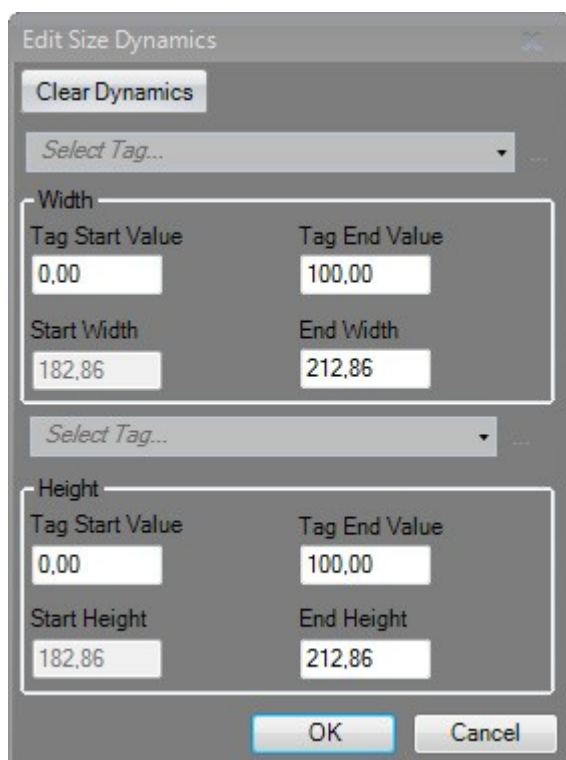 Edit Size Dynamics
Clear Dynamics
Select Tag...
...
Width
Tag Start Value Tag End Value
0,00 100,00
Start Width End Width
182,86 212,86
Select Tag...
...
Height
Tag Start Value Tag End Value
0,00 100,00
Start Height End Height
182,86 212,86
OK Cancel